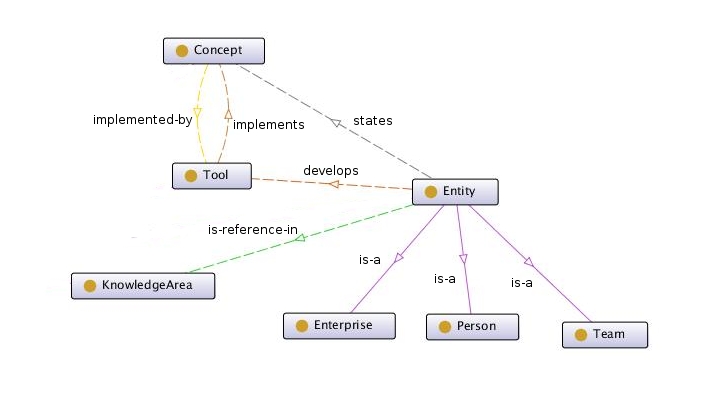 Concept
implemented-by
implements
states
Tool
develops
Entity
is-reference-in
is-a
is-a
is-a
KnowledgeArea
Enterprise
Person
Team